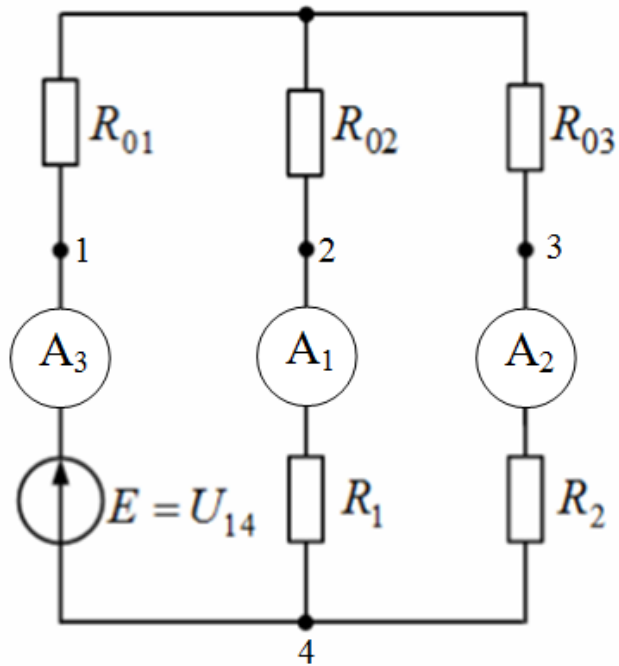 R₀₁ R₀₂ R₀₃
1 2 3
A₃ A₁ A₂
E = U₁₄ R₁ R₂
4